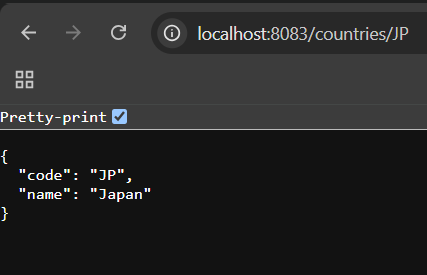 localhost:8083/countries/JP
Pretty-print
{
  "code": "JP",
  "name": "Japan"
}